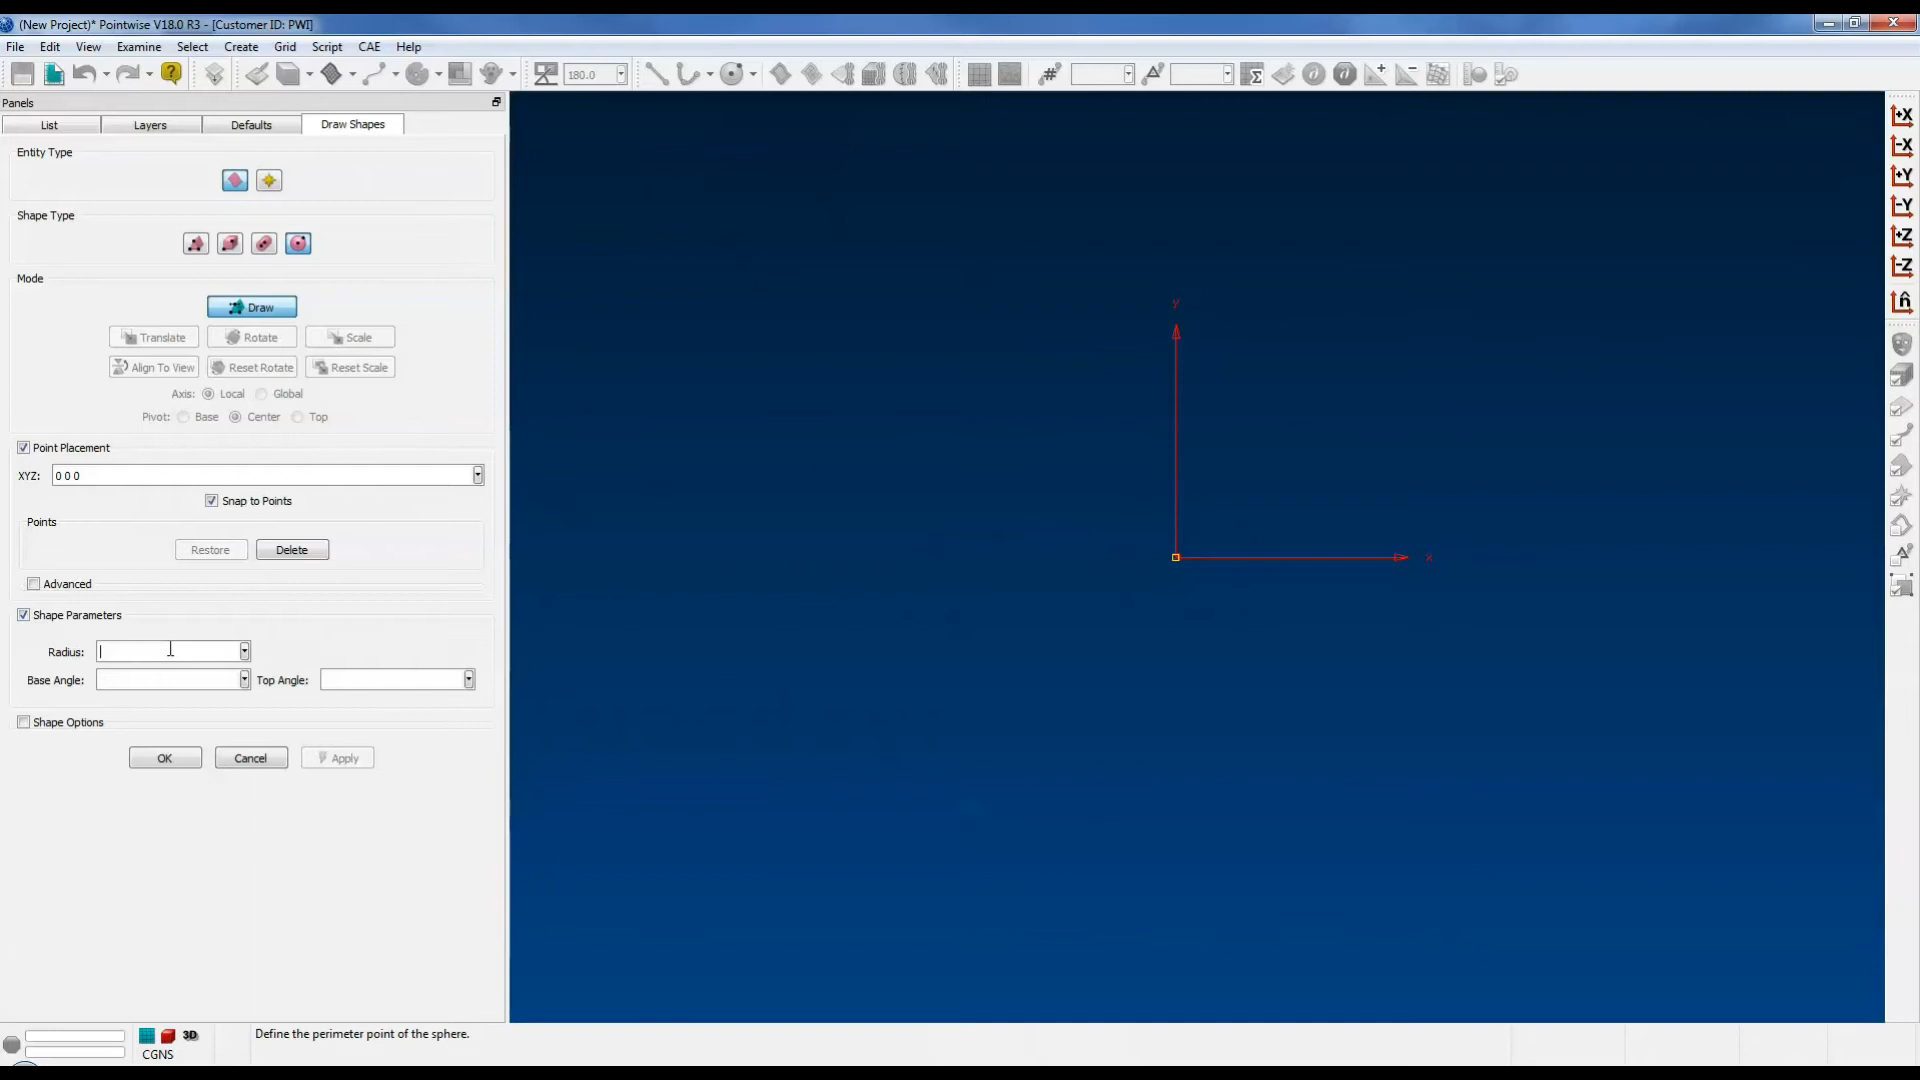 (New Project)* Pointwise V18.0 R3 - [Customer ID: PWI]
File Edit View Examine Select Create Grid Script CAE Help
180.0
Panels
List Layers Defaults Draw Shapes
Entity Type
Shape Type
Mode
Draw
Translate Rotate Scale
Align To View Reset Rotate Reset Scale
Axis: Local Global
Pivot: Base Center Top
Point Placement
XYZ: 0 0 0
Snap to Points
Points
Restore Delete
Advanced
Shape Parameters
Radius:
Base Angle: Top Angle:
Shape Options
OK Cancel Apply
y
x
+X
-X
+Y
-Y
+Z
-Z
n̂
3D
CGNS
Define the perimeter point of the sphere.